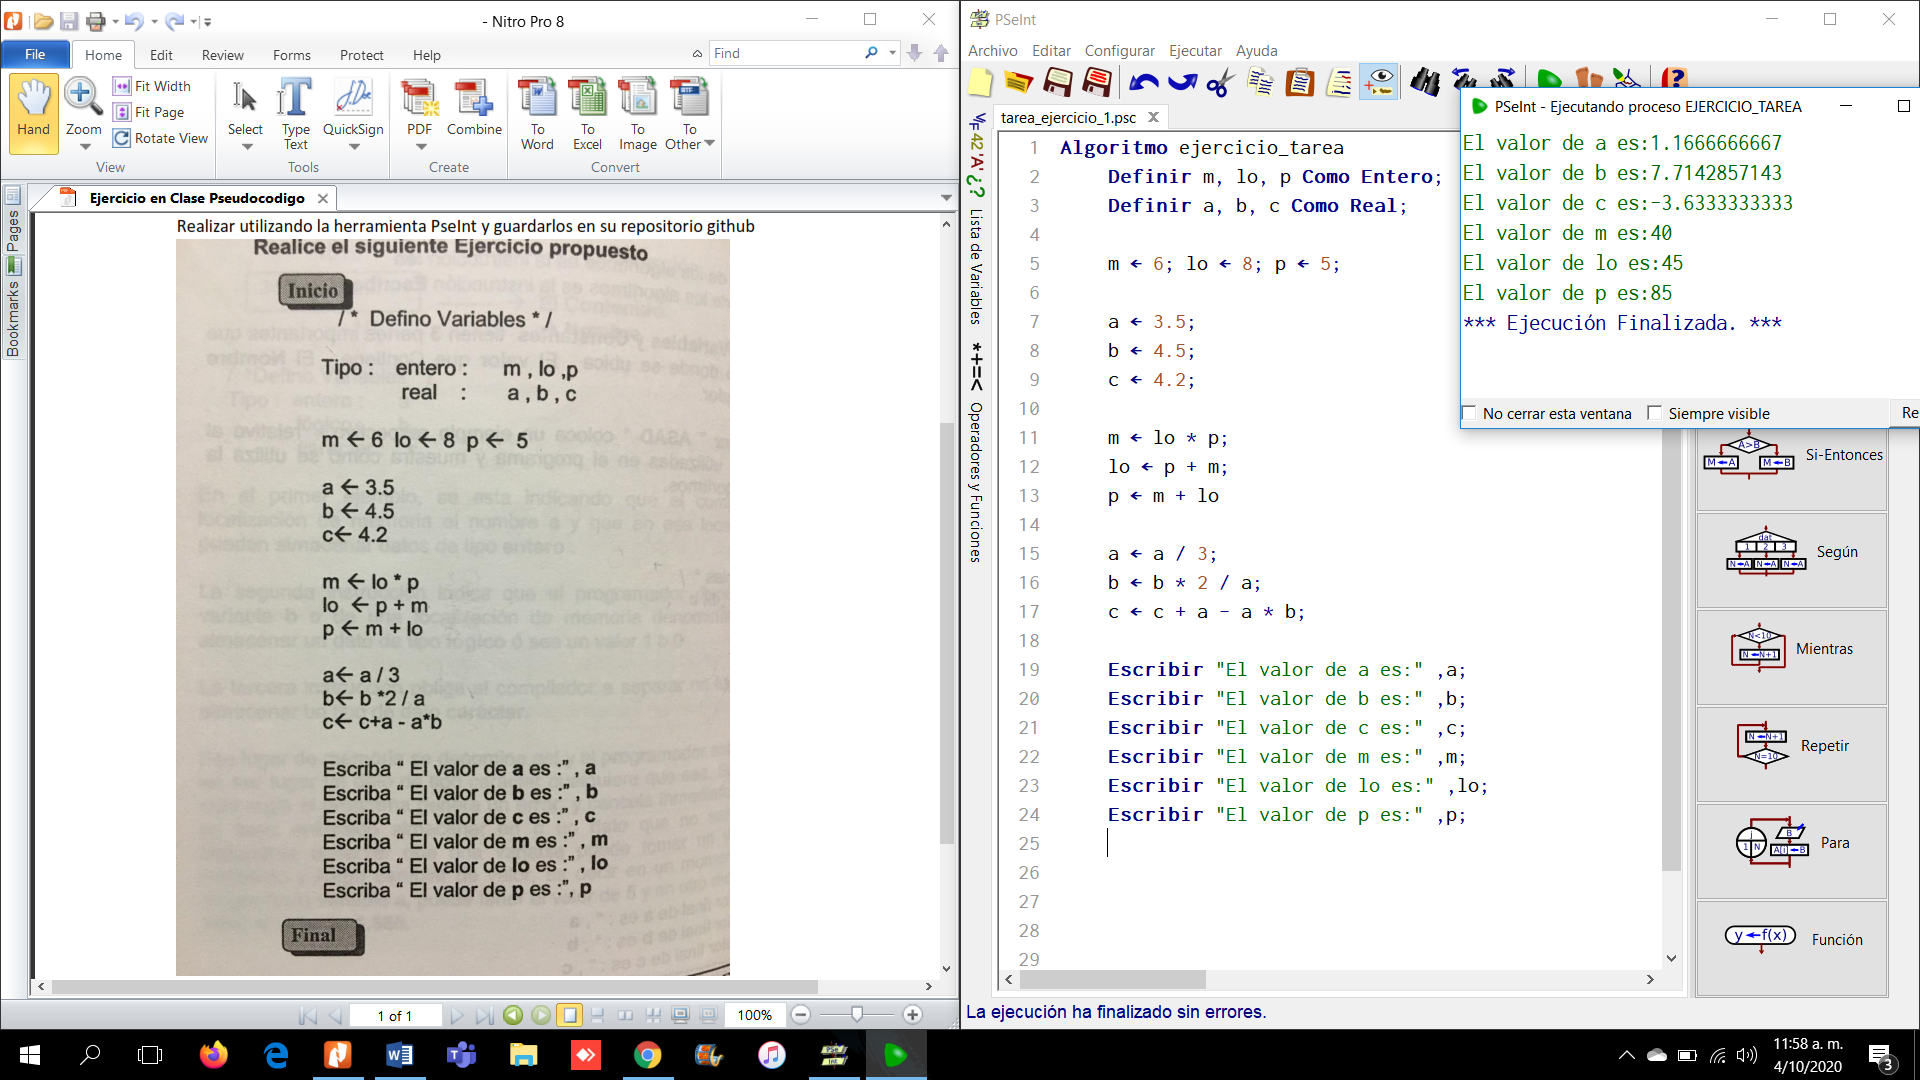 - Nitro Pro 8
File Home Edit Review Forms Protect Help
Find
Hand
Zoom
Fit Width
Fit Page
Rotate View
View
Select
Type Text
QuickSign
Tools
PDF
Combine
Create
To Word
To Excel
To Image
To Other
Convert
Ejercicio en Clase Pseudocodigo
Pages
Bookmarks
Realizar utilizando la herramienta PseInt y guardarlos en su repositorio github
Realice el siguiente Ejercicio propuesto
Inicio
/ * Defino Variables * /
Tipo : entero : m , lo ,p
real : a , b , c
m ← 6 lo ← 8 p ← 5
a ← 3.5
b ← 4.5
c← 4.2
m ← lo * p
lo ← p + m
p ← m + lo
a← a / 3
b← b *2 / a
c← c+a - a*b
Escriba “ El valor de a es :” , a
Escriba “ El valor de b es :” , b
Escriba “ El valor de c es :” , c
Escriba “ El valor de m es :” , m
Escriba “ El valor de lo es :” , lo
Escriba “ El valor de p es :”, p
Final
1 of 1
100%
PSeInt
Archivo Editar Configurar Ejecutar Ayuda
tarea_ejercicio_1.psc
Lista de Variables
*+=<
Operadores y Funciones
1 Algoritmo ejercicio_tarea
2 Definir m, lo, p Como Entero;
3 Definir a, b, c Como Real;
4
5 m ← 6; lo ← 8; p ← 5;
6
7 a ← 3.5;
8 b ← 4.5;
9 c ← 4.2;
10
11 m ← lo * p;
12 lo ← p + m;
13 p ← m + lo
14
15 a ← a / 3;
16 b ← b * 2 / a;
17 c ← c + a - a * b;
18
19 Escribir "El valor de a es:" ,a;
20 Escribir "El valor de b es:" ,b;
21 Escribir "El valor de c es:" ,c;
22 Escribir "El valor de m es:" ,m;
23 Escribir "El valor de lo es:" ,lo;
24 Escribir "El valor de p es:" ,p;
25
26
27
28
29
La ejecución ha finalizado sin errores.
PSeInt - Ejecutando proceso EJERCICIO_TAREA
El valor de a es:1.1666666667
El valor de b es:7.7142857143
El valor de c es:-3.6333333333
El valor de m es:40
El valor de lo es:45
El valor de p es:85
*** Ejecución Finalizada. ***
No cerrar esta ventana
Siempre visible
Re
A>B
M←A M←B
Si-Entonces
dat
1 2 3
N←A N←A N←A
Según
N<10
N←N+1
Mientras
N←N+1
N=10
Repetir
1 N
B
A[i]←B
Para
y←f(x)
Función
11:58 a. m.
4/10/2020
3